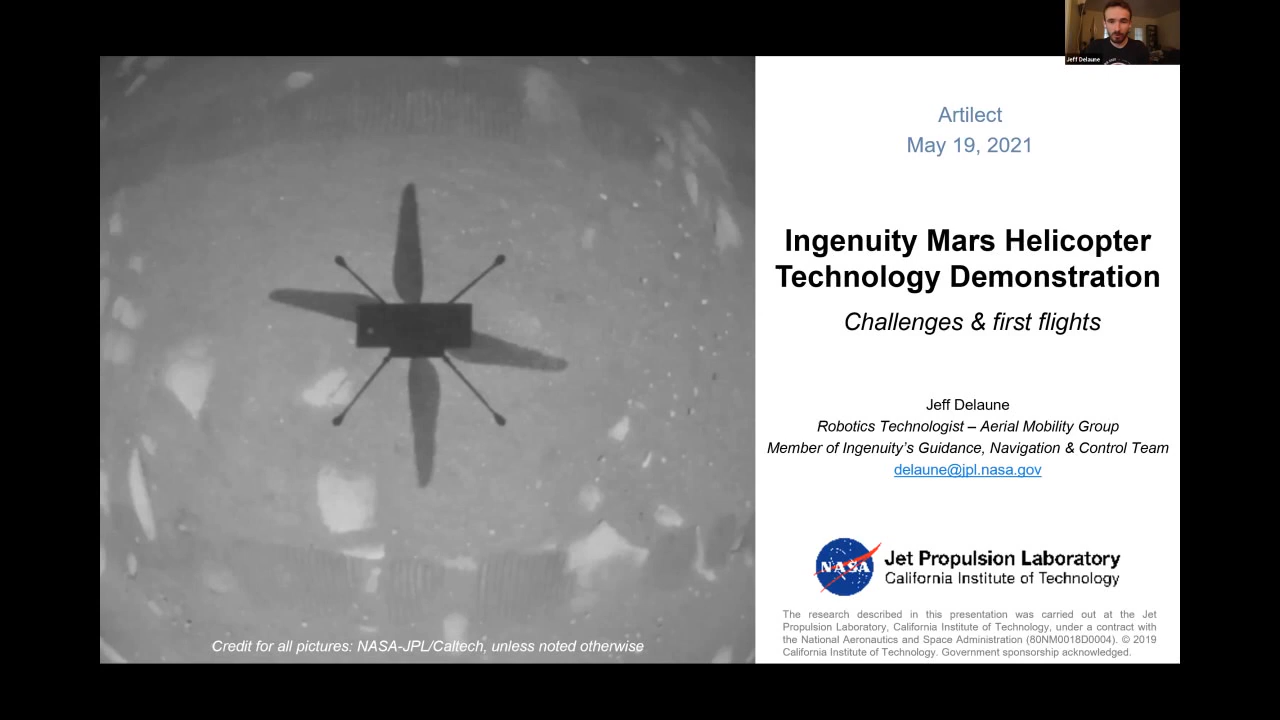 Jeff Delaune
Artilect
May 19, 2021
Ingenuity Mars Helicopter
Technology Demonstration
Challenges & first flights
Jeff Delaune
Robotics Technologist – Aerial Mobility Group
Member of Ingenuity's Guidance, Navigation & Control Team
delaune@jpl.nasa.gov
NASA
Jet Propulsion Laboratory
California Institute of Technology
The research described in this presentation was carried out at the Jet
Propulsion Laboratory, California Institute of Technology, under a contract with
the National Aeronautics and Space Administration (80NM0018D0004). © 2019
California Institute of Technology. Government sponsorship acknowledged.
Credit for all pictures: NASA-JPL/Caltech, unless noted otherwise